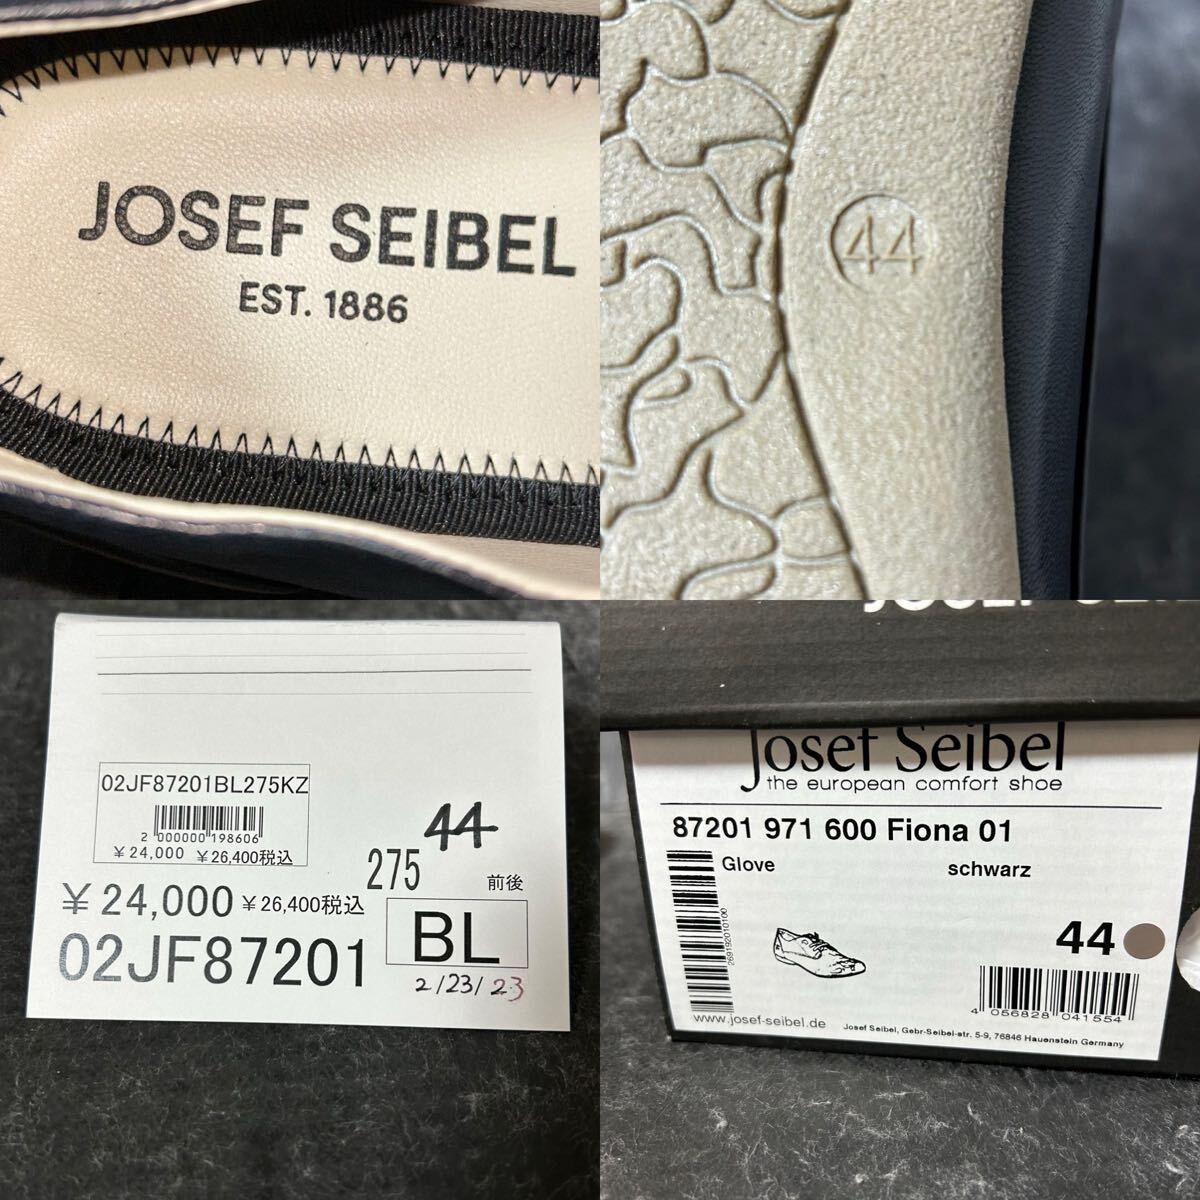 JOSEF SEIBEL
EST. 1886
44
02JF87201BL275KZ
2 000000 198606
￥24,000 ￥26,400税込
44
275 前後
￥24,000 ￥26,400税込
BL
02JF87201
2/23/23
Josef Seibel
the european comfort shoe
87201 971 600 Fiona 01
Glove schwarz
269192010100
44
4 056828 041554
www.josef-seibel.de
Josef Seibel, Gebr-Seibel-str. 5-9, 76846 Hauenstein Germany